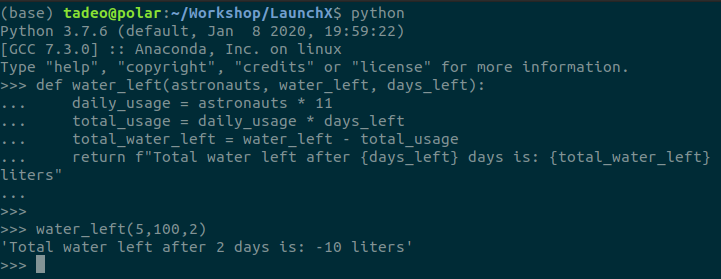 (base) tadeo@polar:~/Workshop/LaunchX$ python
Python 3.7.6 (default, Jan  8 2020, 19:59:22)
[GCC 7.3.0] :: Anaconda, Inc. on linux
Type "help", "copyright", "credits" or "license" for more information.
>>> def water_left(astronauts, water_left, days_left):
...     daily_usage = astronauts * 11
...     total_usage = daily_usage * days_left
...     total_water_left = water_left - total_usage
...     return f"Total water left after {days_left} days is: {total_water_left}
liters"
...
>>>
>>> water_left(5,100,2)
'Total water left after 2 days is: -10 liters'
>>>